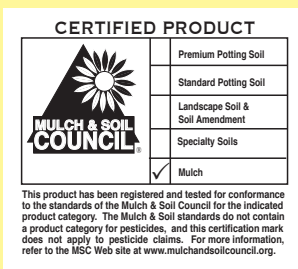 CERTIFIED PRODUCT
MULCH & SOIL
COUNCIL®
Premium Potting Soil
Standard Potting Soil
Landscape Soil &
Soil Amendment
Specialty Soils
✓ Mulch
This product has been registered and tested for conformance
to the standards of the Mulch & Soil Council for the indicated
product category. The Mulch & Soil standards do not contain
a product category for pesticides, and this certification mark
does not apply to pesticide claims. For more information,
refer to the MSC Web site at www.mulchandsoilcouncil.org.